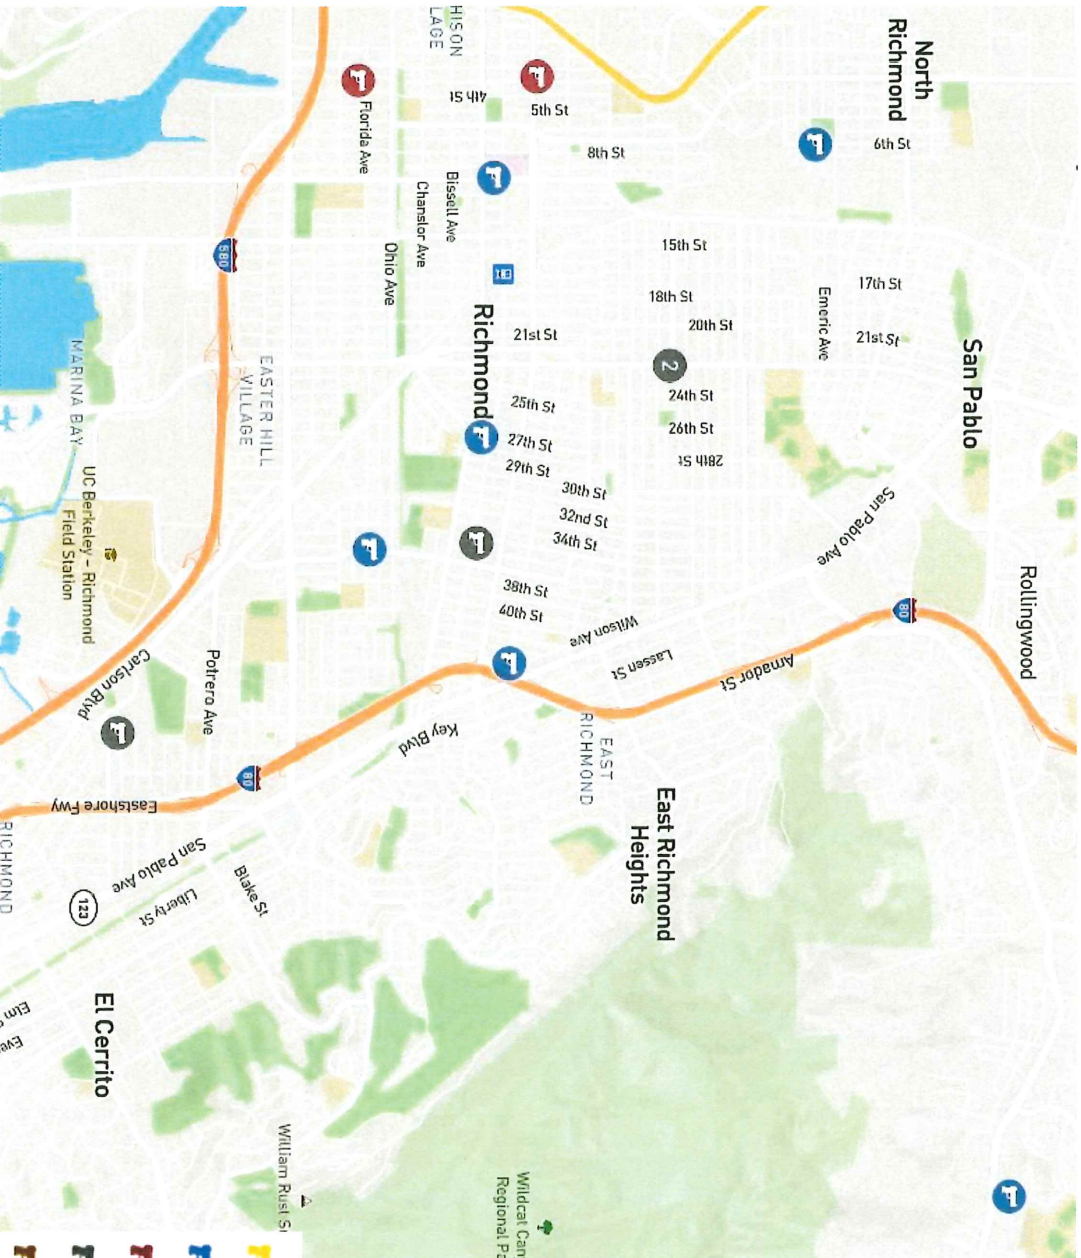 HISON
LAGE
North
Richmond
4th St
5th St
Florida Ave
6th St
8th St
Bissell Ave
Chanslor Ave
15th St
Ohio Ave
580
17th St
18th St
Emeric Ave
20th St
21st St
Richmond
21st St
San Pablo
MARINA BAY
EASTER HILL
VILLAGE
2
24th St
25th St
26th St
27th St
28th St
29th St
30th St
San Pablo Ave
32nd St
34th St
UC Berkeley - Richmond
Field Station
Rollingwood
38th St
40th St
80
Wilson Ave
Lassen St
Amador St
Carlson Blvd
Potrero Ave
Key Blvd
EAST
RICHMOND
80
Eastshore Fwy
East Richmond
Heights
RICHMOND
San Pablo Ave
Liberty St
Blake St
123
El Cerrito
Elm
Eve
William Rust S
Wildcat Can
Regional Pa